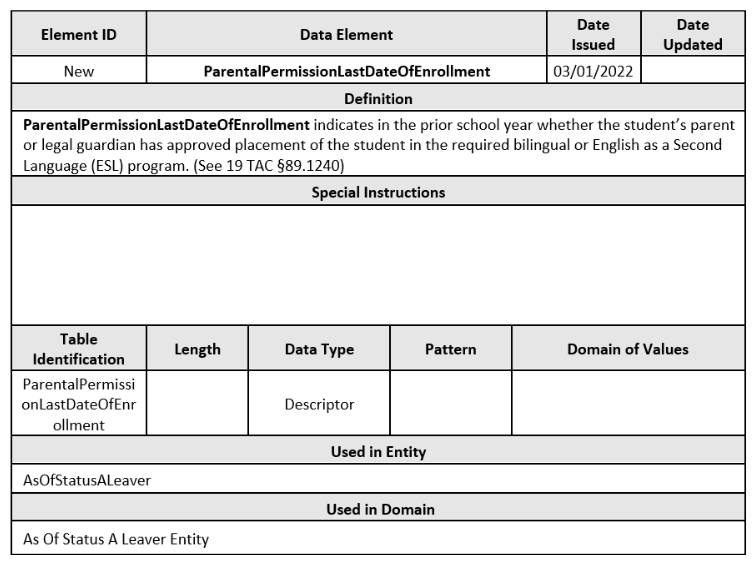 Element ID
Data Element
Date
Issued
Date
Updated
New
ParentalPermissionLastDateOfEnrollment
03/01/2022
Definition
ParentalPermissionLastDateOfEnrollment indicates in the prior school year whether the student's parent
or legal guardian has approved placement of the student in the required bilingual or English as a Second
Language (ESL) program. (See 19 TAC §89.1240)
Special Instructions
Table
Identification
Length
Data Type
Pattern
Domain of Values
ParentalPermissi
onLastDateOfEnr
ollment
Descriptor
Used in Entity
AsOfStatusALeaver
Used in Domain
As Of Status A Leaver Entity